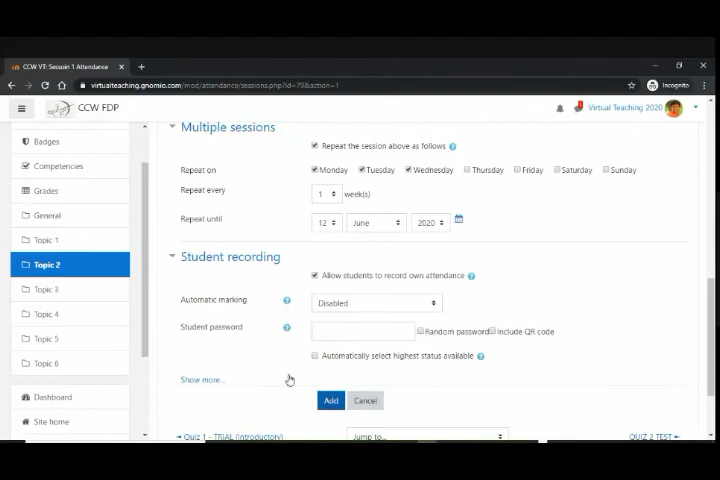 CCW VT: Sessoin 1 Attendance
virtualteaching.gnomio.com/mod/attendance/sessions.php?id=79&action=1
Incognito
CCW FDP
Virtual Teaching 2020
Badges
Competencies
Grades
General
Topic 1
Topic 2
Topic 3
Topic 4
Topic 5
Topic 6
Dashboard
Site home
Multiple sessions
Repeat the session above as follows
Repeat on Monday Tuesday Wednesday Thursday Friday Saturday Sunday
Repeat every 1 week(s)
Repeat until 12 June 2020
Student recording
Allow students to record own attendance
Automatic marking Disabled
Student password Random password Include QR code
Automatically select highest status available
Show more...
Add Cancel
Quiz 1 - TRIAL (Introductory) Jump to... QUIZ 2 TEST